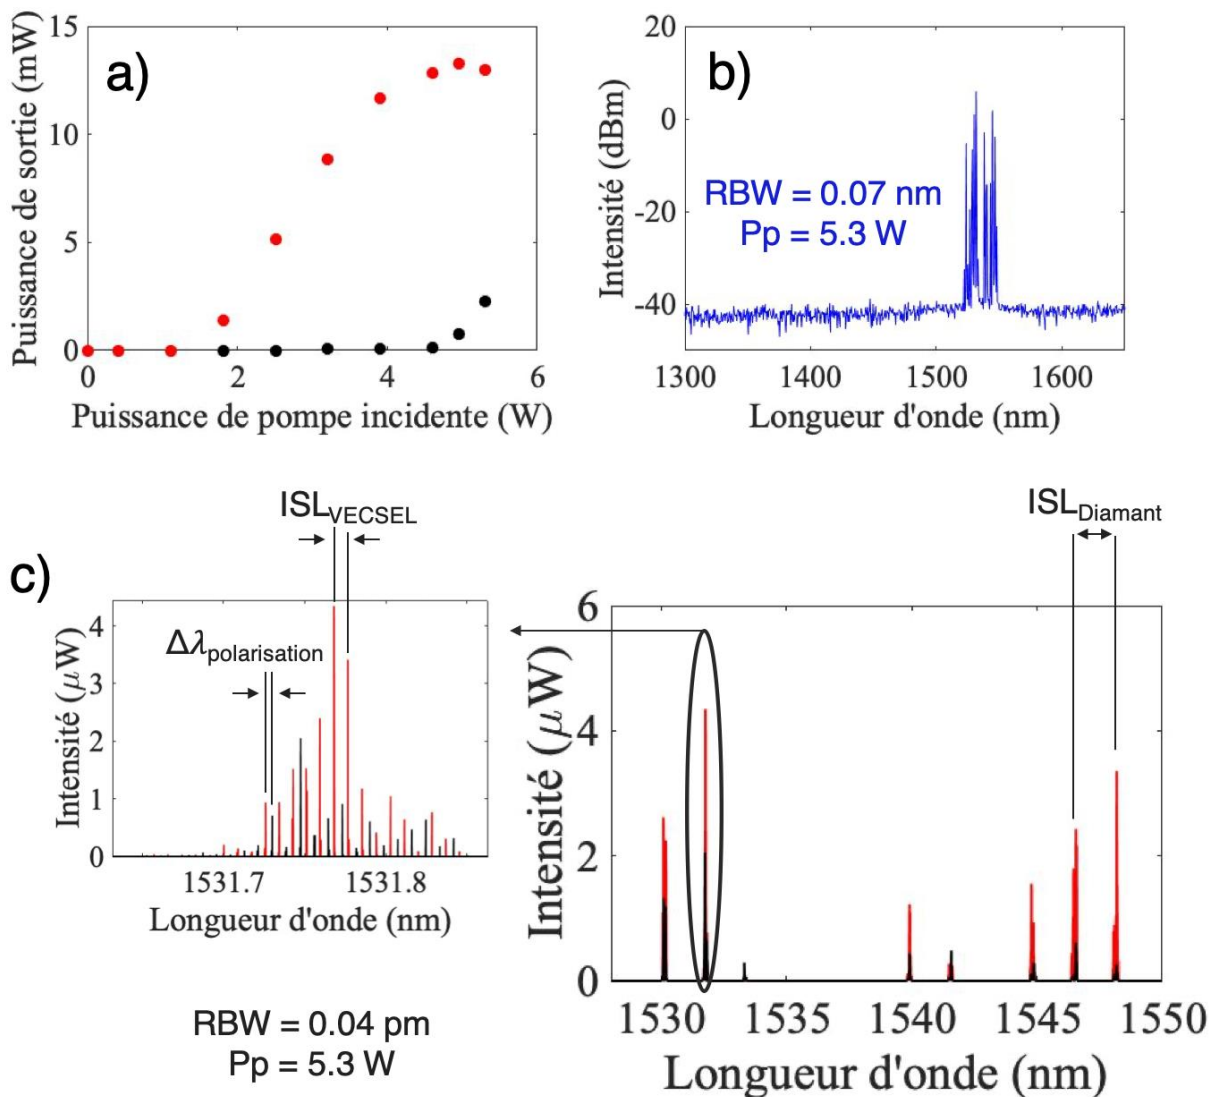 a)
Puissance de sortie (mW)
15
10
5
0
0 2 4 6
Puissance de pompe incidente (W)
b)
Intensité (dBm)
20
0
-20
-40
RBW = 0.07 nm
Pp = 5.3 W
1300 1400 1500 1600
Longueur d'onde (nm)
c)
ISLVECSEL
Δλpolarisation
Intensité (μW)
4
3
2
1
0
1531.7 1531.8
Longueur d'onde (nm)
RBW = 0.04 pm
Pp = 5.3 W
ISLDiamant
Intensité (μW)
6
4
2
0
1530 1535 1540 1545 1550
Longueur d'onde (nm)